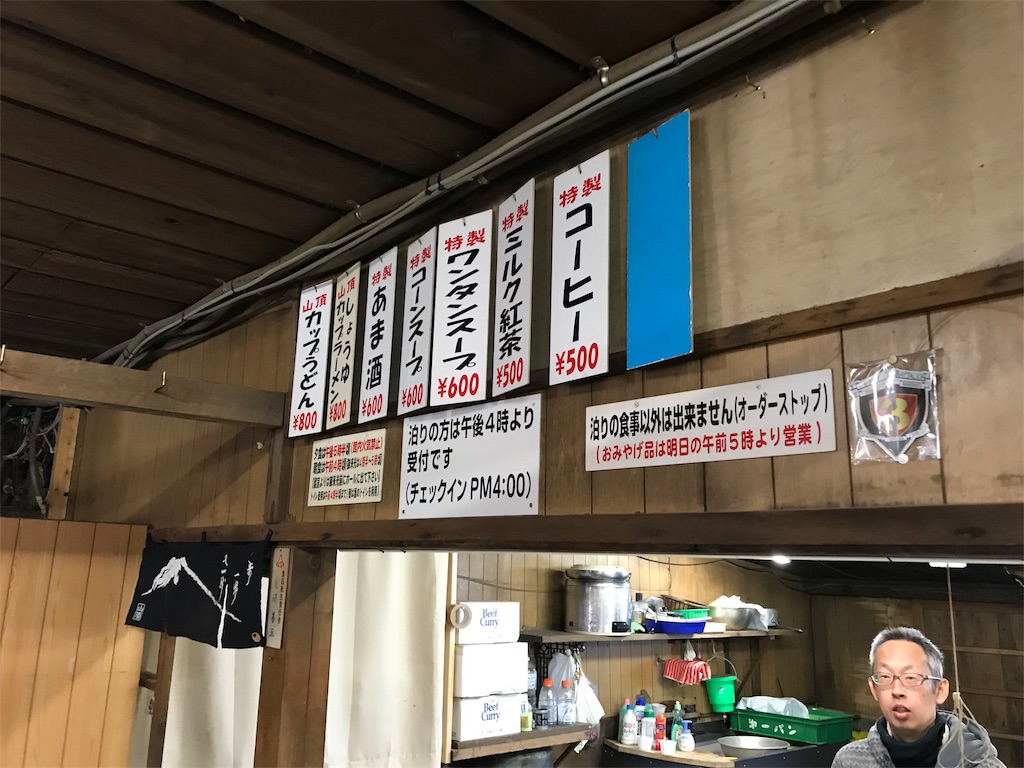 山頂
カップうどん
¥800
山頂
しょうゆ
カップラーメン
¥800
特製
あま酒
¥600
特製
コーンスープ
¥600
特製
ワンタンスープ
¥600
特製
ミルク紅茶
¥500
特製
コーヒー
¥500
泊りの方は午後4時より
受付です
(チェックインPM4:00)
泊りの食事以外は出来ません(オーダーストップ)
(おみやげ品は明日の午前5時より営業)
Beef
Curry
Beef
Curry
3